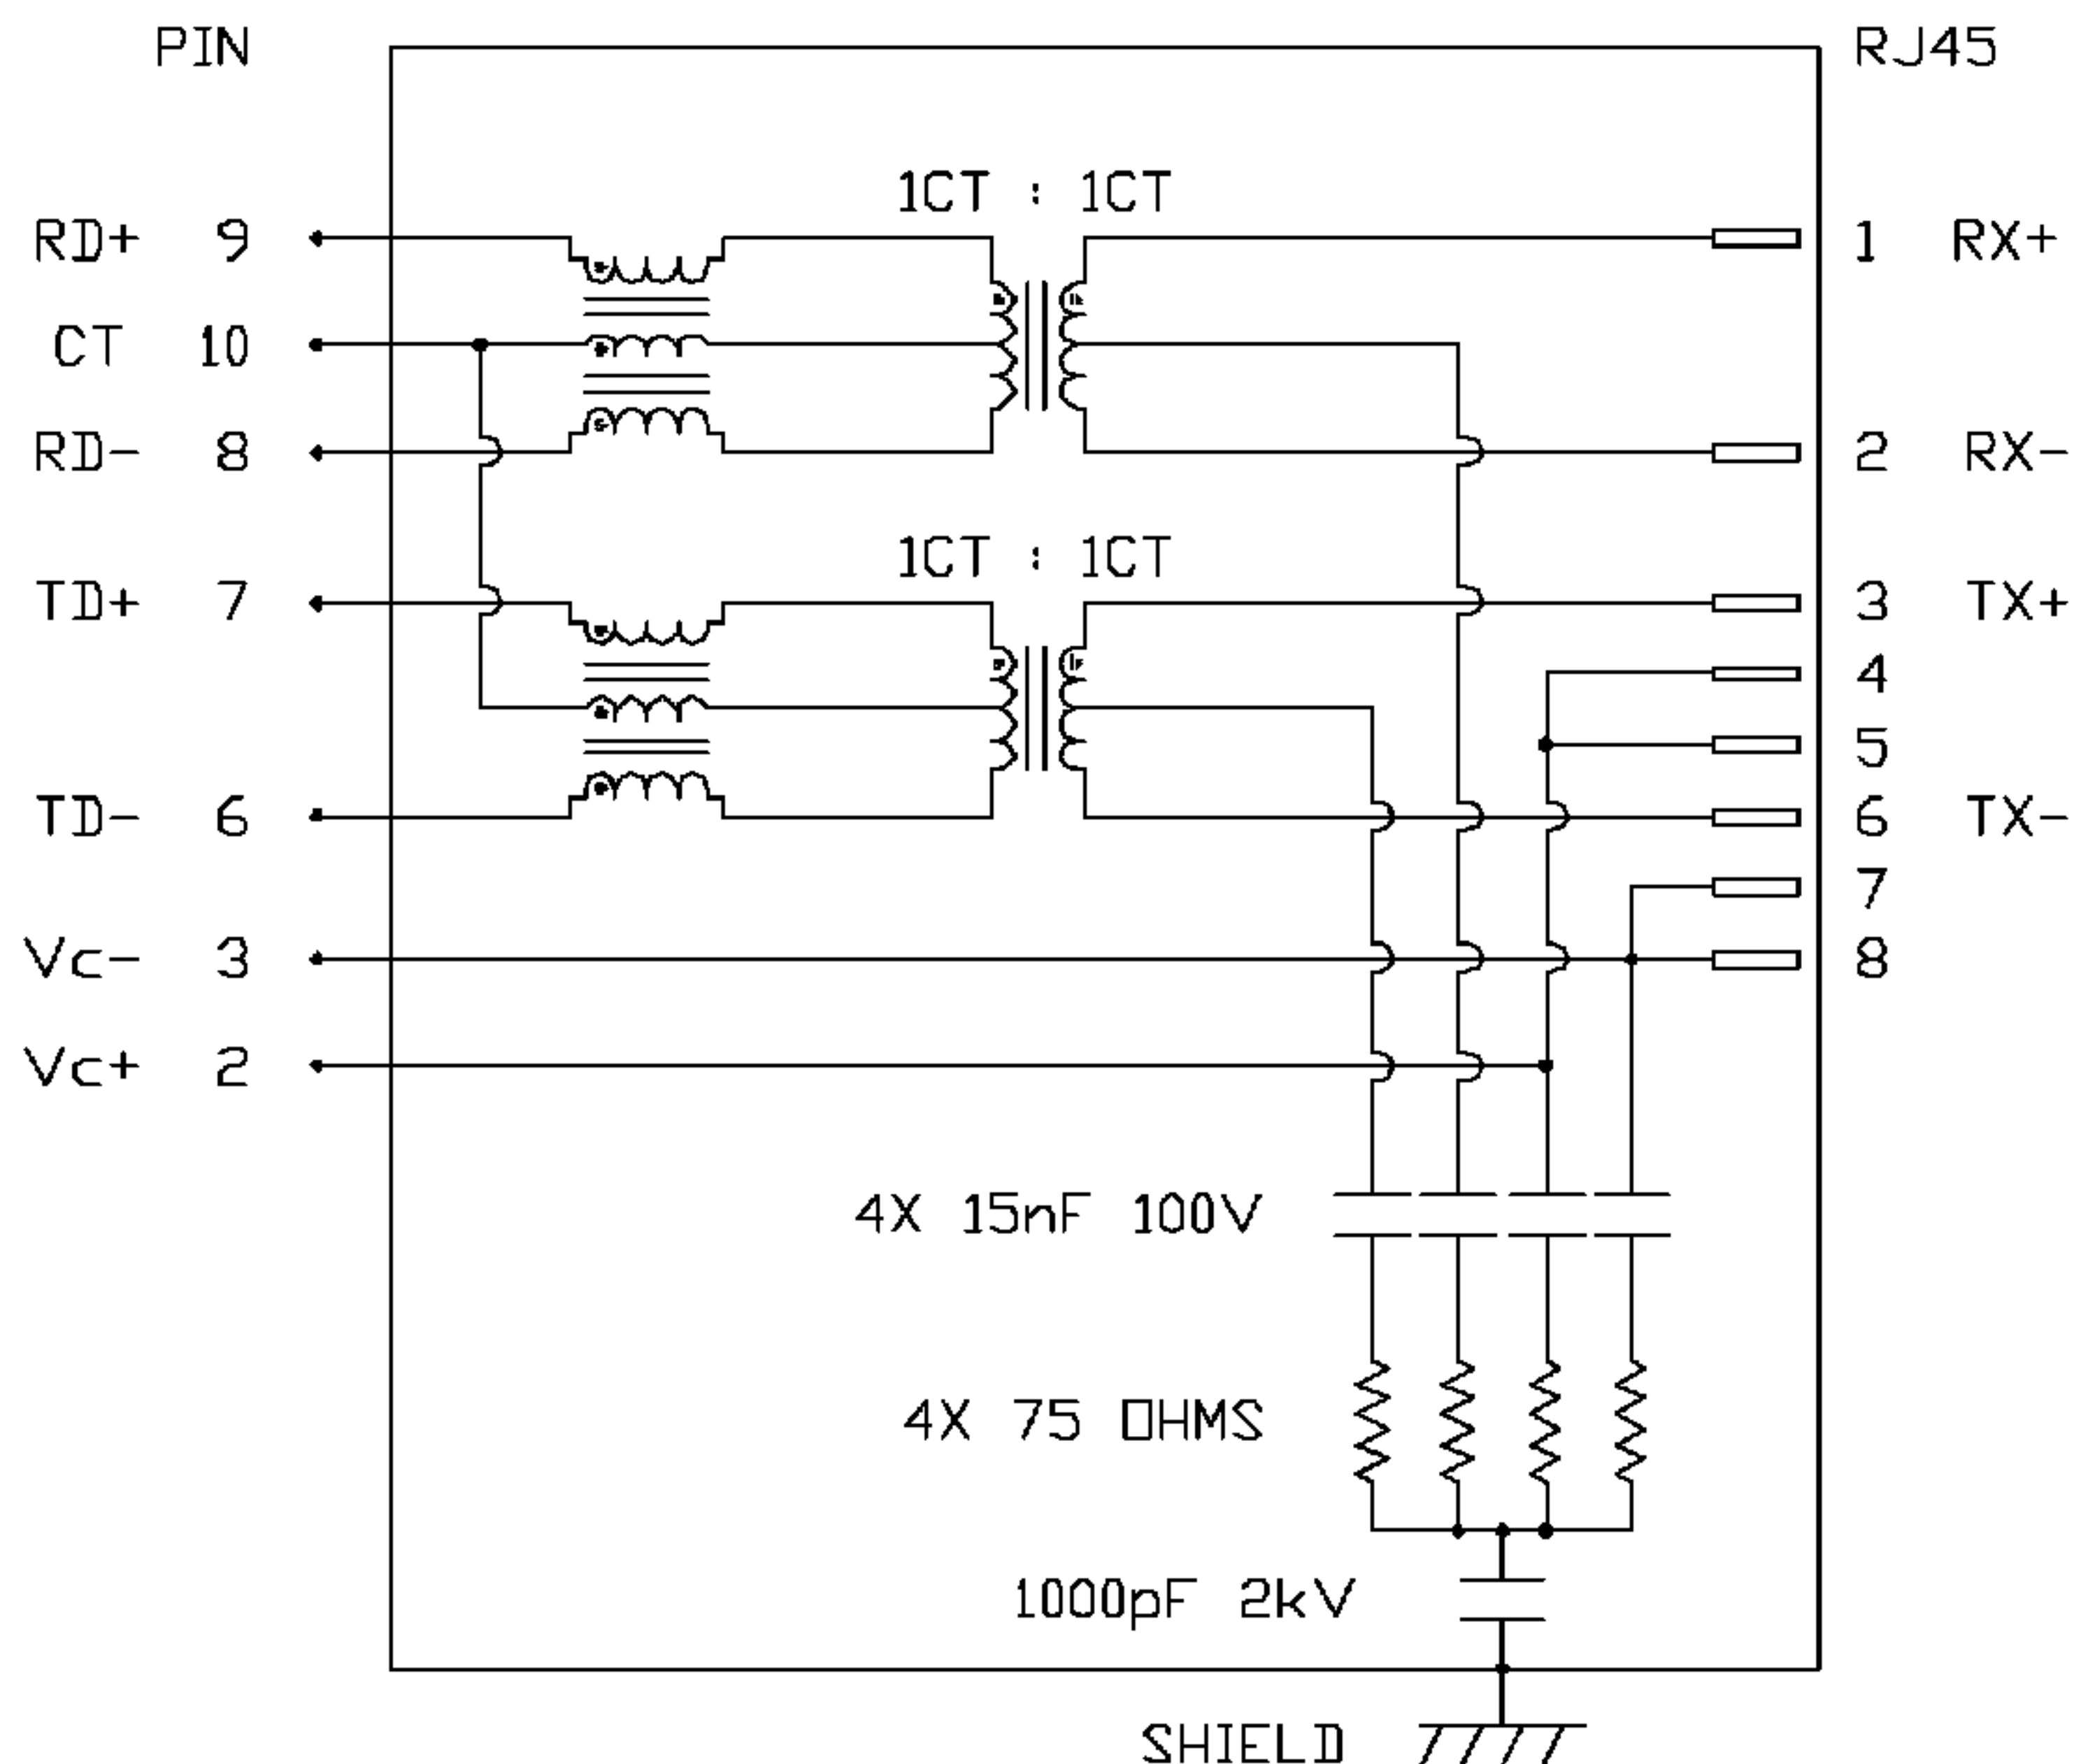 PIN RJ45
1CT : 1CT
RD+ 9 1 RX+
CT 10
RD- 8 2 RX-
1CT : 1CT
TD+ 7 3 TX+
4
5
TD- 6 6 TX-
7
Vc- 3 8
Vc+ 2
4X 15nF 100V
4X 75 OHMS
1000pF 2kV
SHIELD